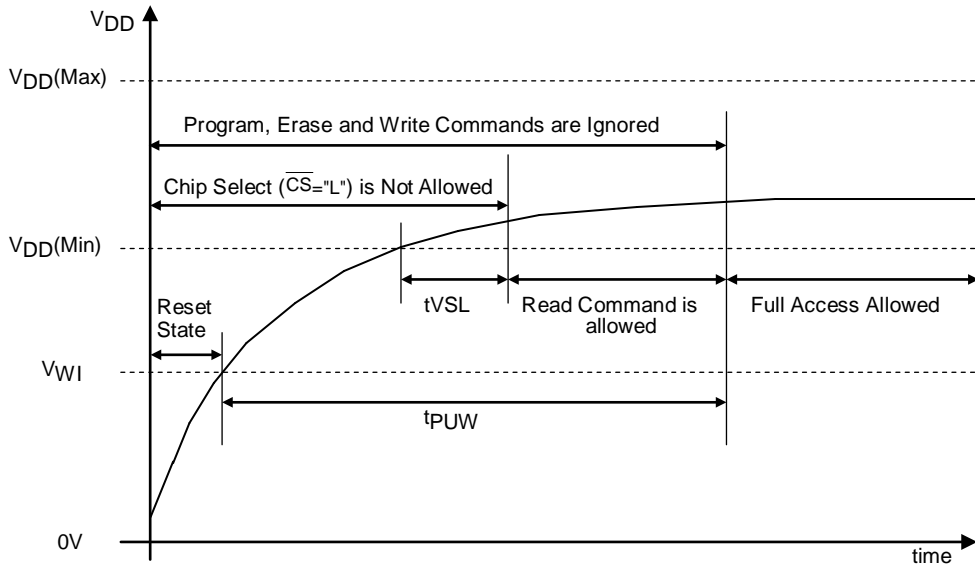 VDD
VDD(Max)
Program, Erase and Write Commands are Ignored
Chip Select (C̅S̅="L") is Not Allowed
VDD(Min)
Reset
State
tVSL
Read Command is
allowed
Full Access Allowed
VWI
tPUW
0V
time